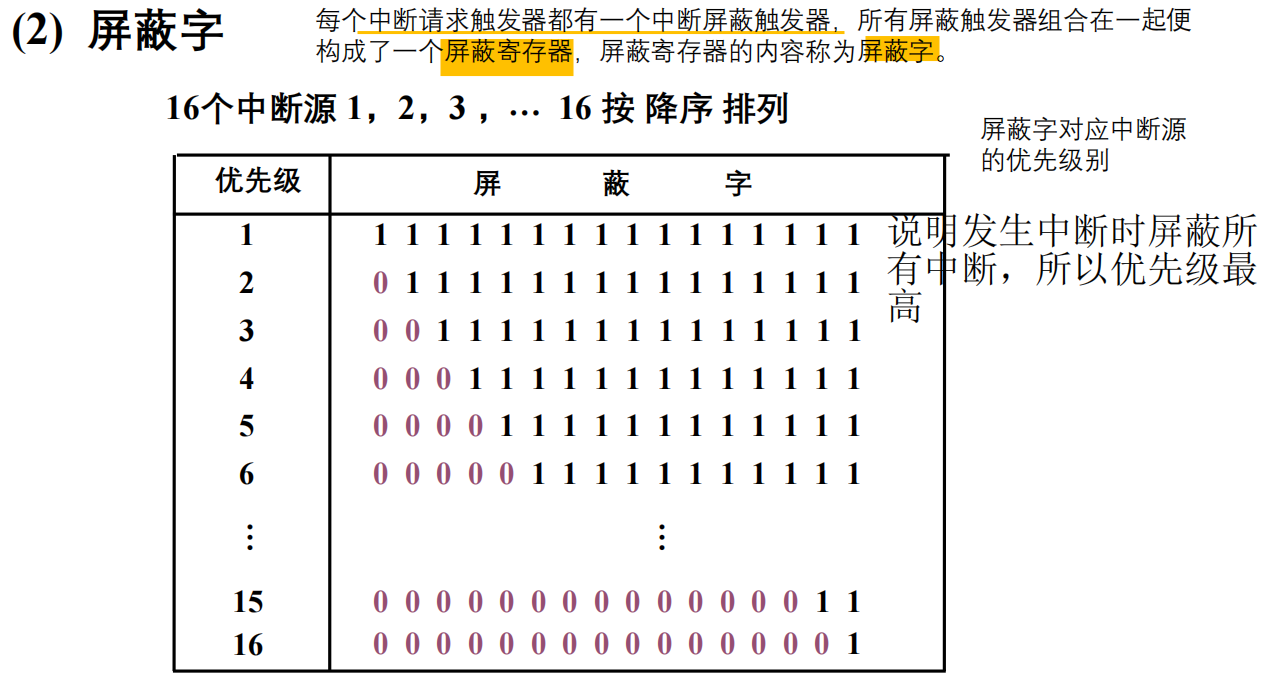 (2) 屏蔽字
每个中断请求触发器都有一个中断屏蔽触发器，所有屏蔽触发器组合在一起便
构成了一个屏蔽寄存器，屏蔽寄存器的内容称为屏蔽字。
16个中断源 1，2，3 ，… 16 按 降序 排列
屏蔽字对应中断源
的优先级别
优先级 屏 蔽 字
1 1 1 1 1 1 1 1 1 1 1 1 1 1 1 1 1
说明发生中断时屏蔽所
有中断，所以优先级最
高
2 0 1 1 1 1 1 1 1 1 1 1 1 1 1 1 1
3 0 0 1 1 1 1 1 1 1 1 1 1 1 1 1 1
4 0 0 0 1 1 1 1 1 1 1 1 1 1 1 1 1
5 0 0 0 0 1 1 1 1 1 1 1 1 1 1 1 1
6 0 0 0 0 0 1 1 1 1 1 1 1 1 1 1 1
⋮ ⋮
15 0 0 0 0 0 0 0 0 0 0 0 0 0 0 1 1
16 0 0 0 0 0 0 0 0 0 0 0 0 0 0 0 1